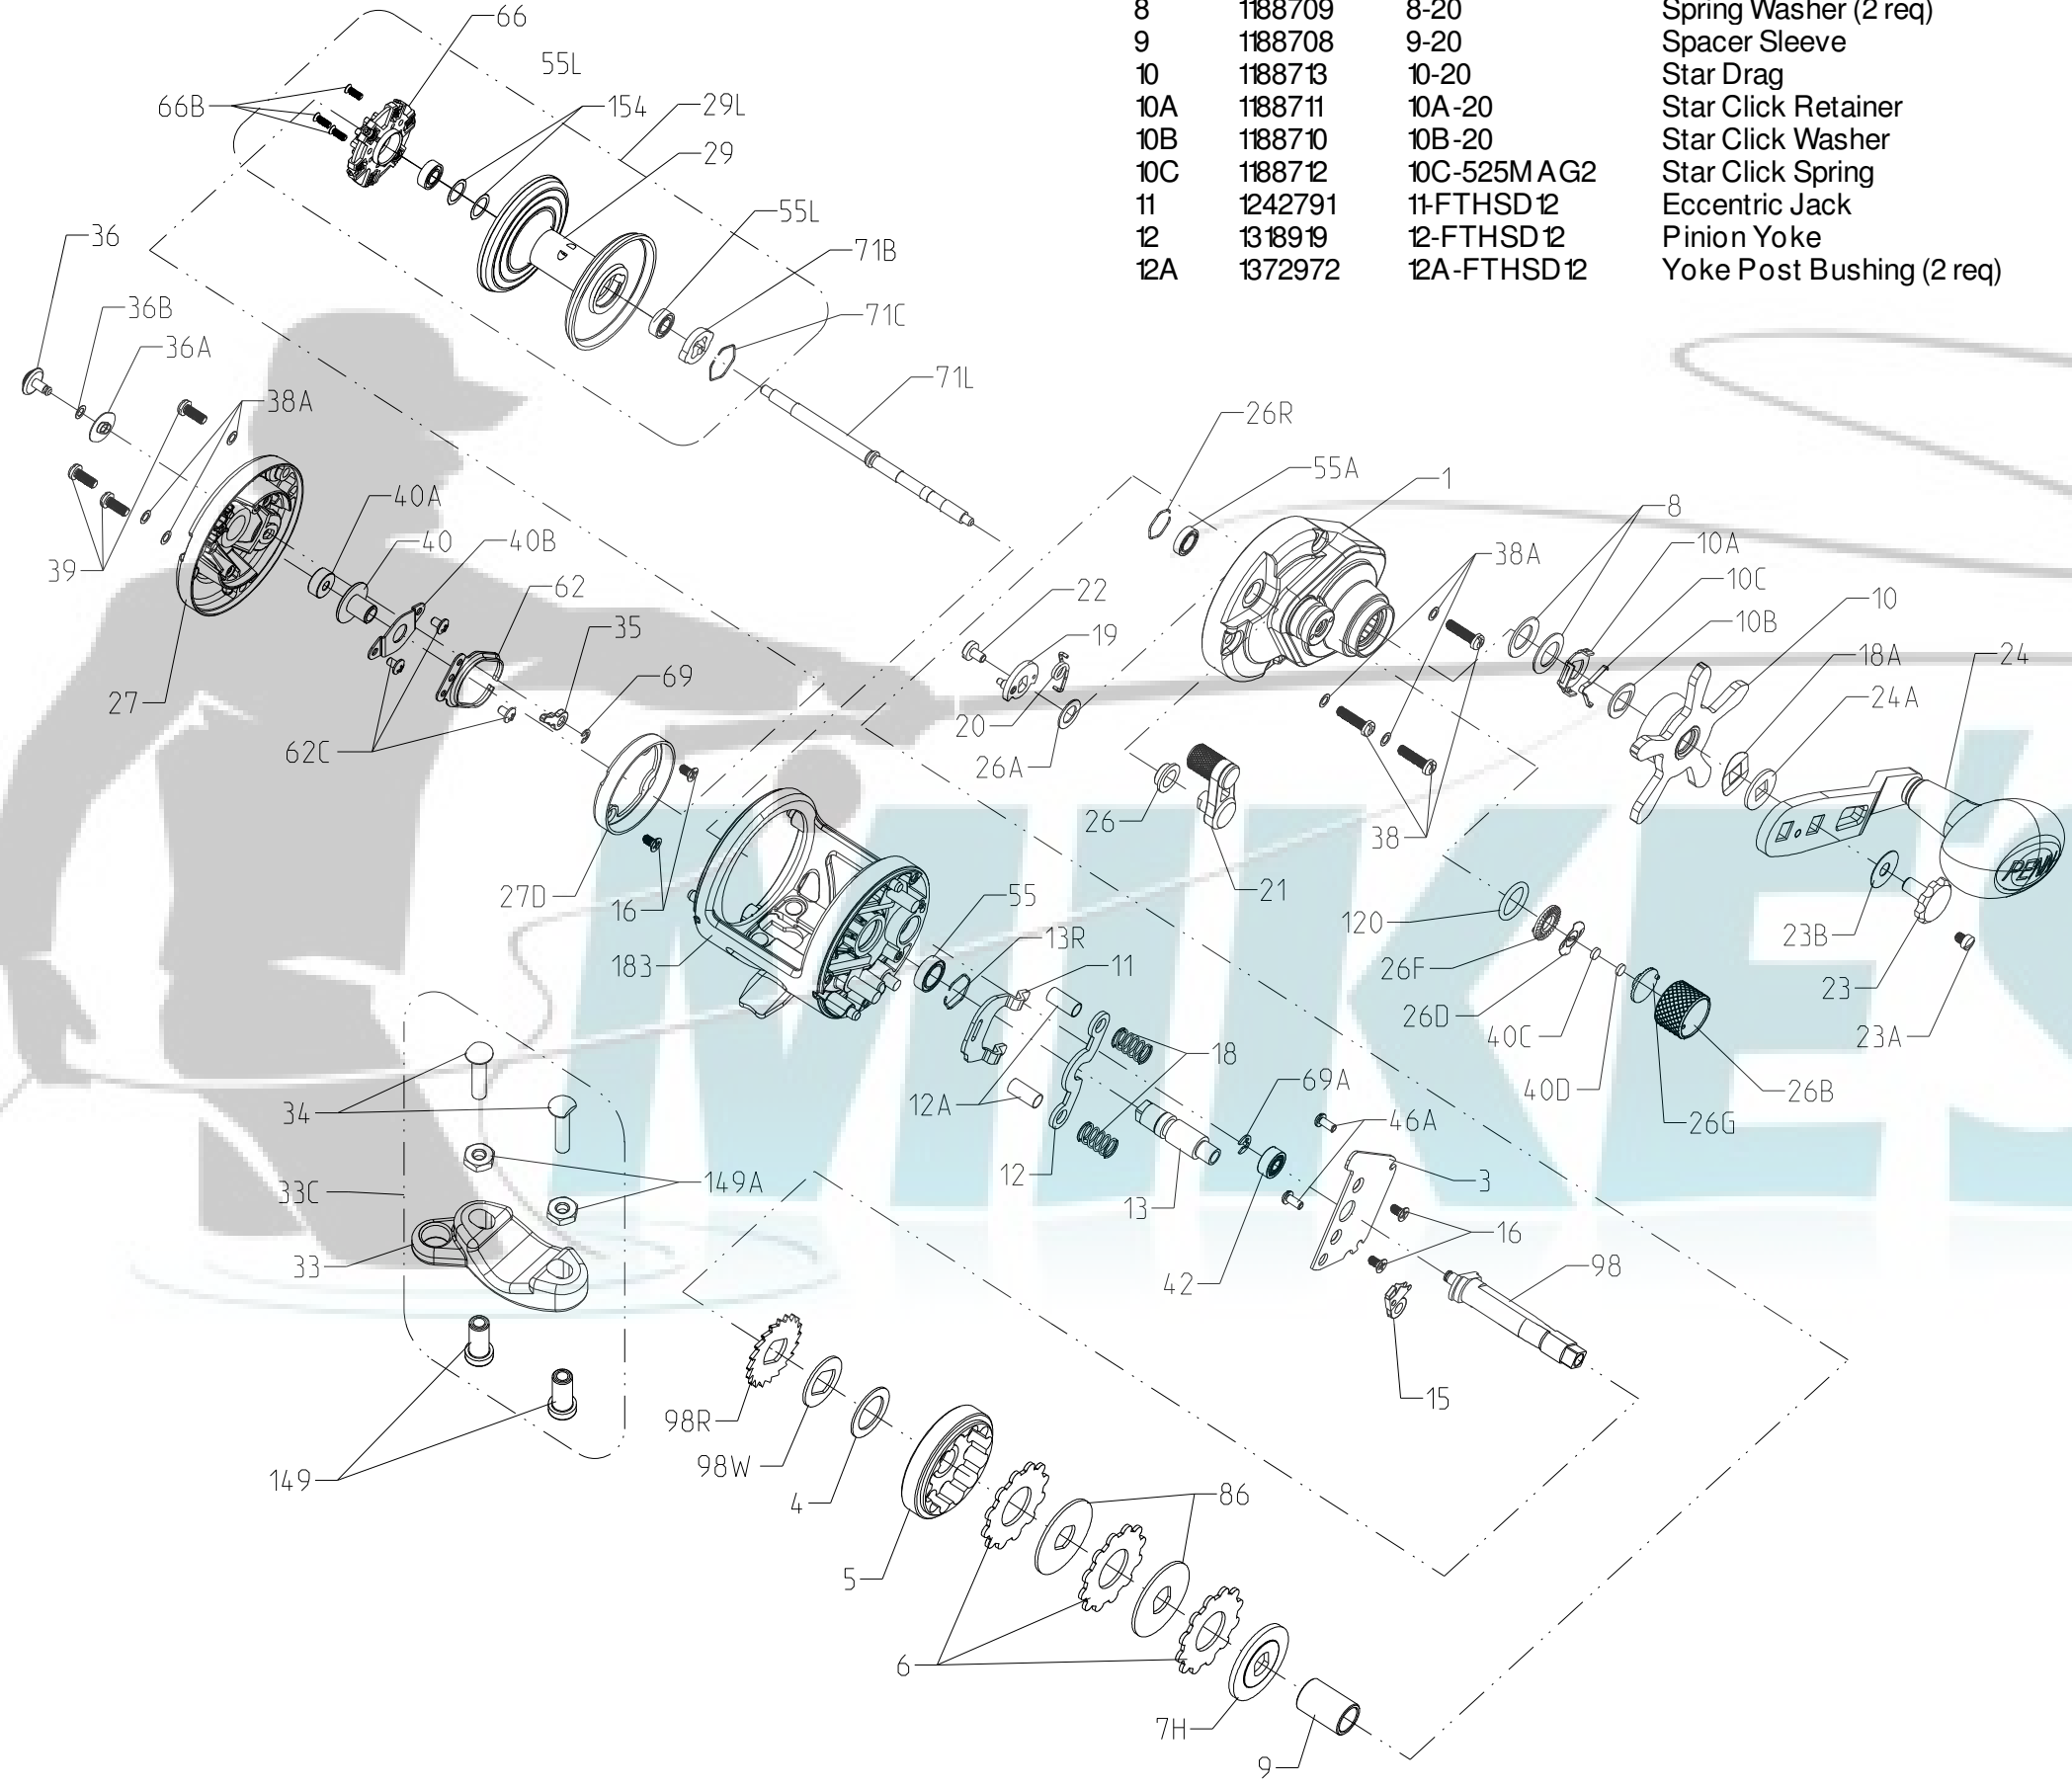 8 1188709 8-20 Spring Washer (2 req)
9 1188708 9-20 Spacer Sleeve
10 1188713 10-20 Star Drag
10A 1188711 10A-20 Star Click Retainer
10B 1188710 10B-20 Star Click Washer
10C 1188712 10C-525MAG2 Star Click Spring
11 1242791 11-FTHSD12 Eccentric Jack
12 1318919 12-FTHSD12 Pinion Yoke
12A 1372972 12A-FTHSD12 Yoke Post Bushing (2 req)
66
55L
66B
154
29L
29
55L
71B
71C
71L
36
36B
36A
38A
39
27
40A
40
40B
62
35
69
62C
27D
16
183
26R
55A
1
8
38A
10A
10C
10
10B
18A
24
24A
22
19
20
26A
26
21
38
120
26F
26D
40C
40D
26G
26B
23B
23
23A
PENN
55
13R
11
18
12A
12
69A
46A
13
42
3
16
98
15
34
149A
33C
33
149
98R
98W
4
5
86
6
7H
9
MIKE'S